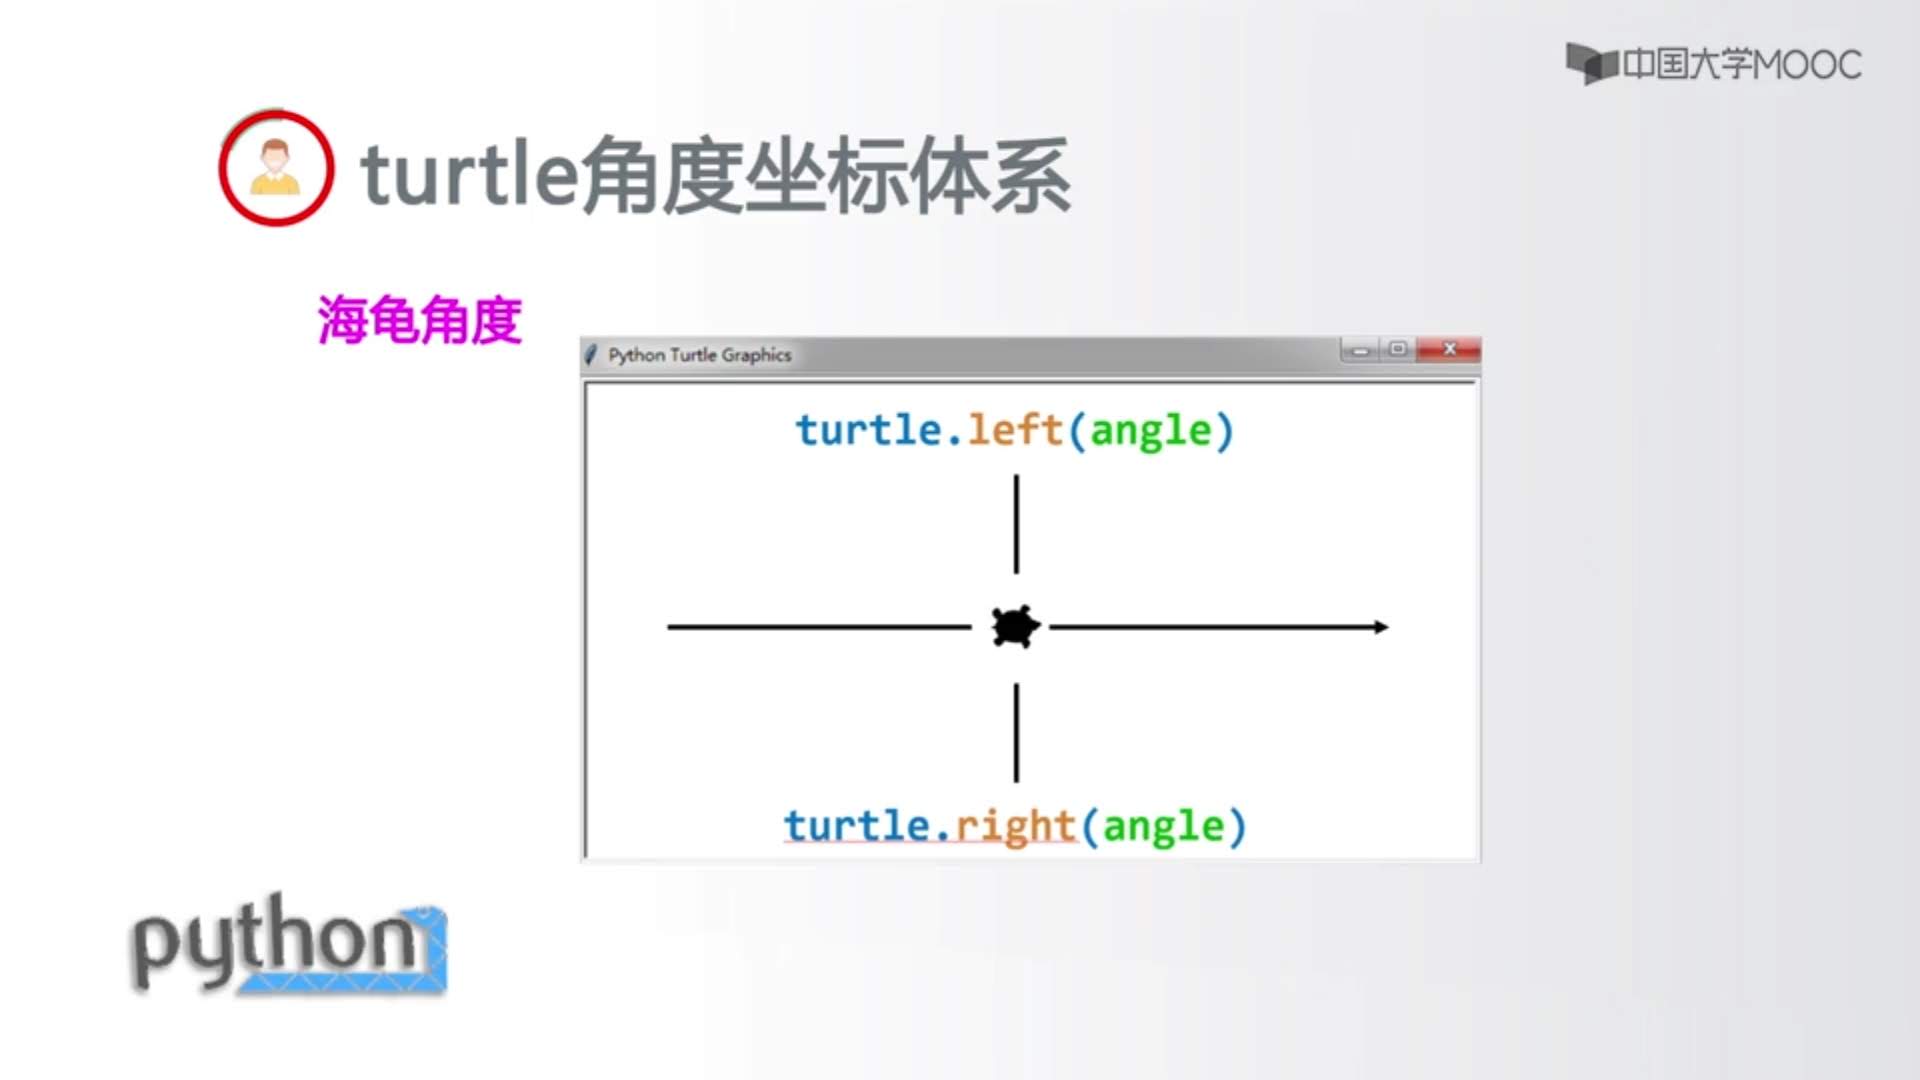 中国大学MOOC
turtle角度坐标体系
海龟角度
Python Turtle Graphics
turtle.left(angle)
turtle.right(angle)
python